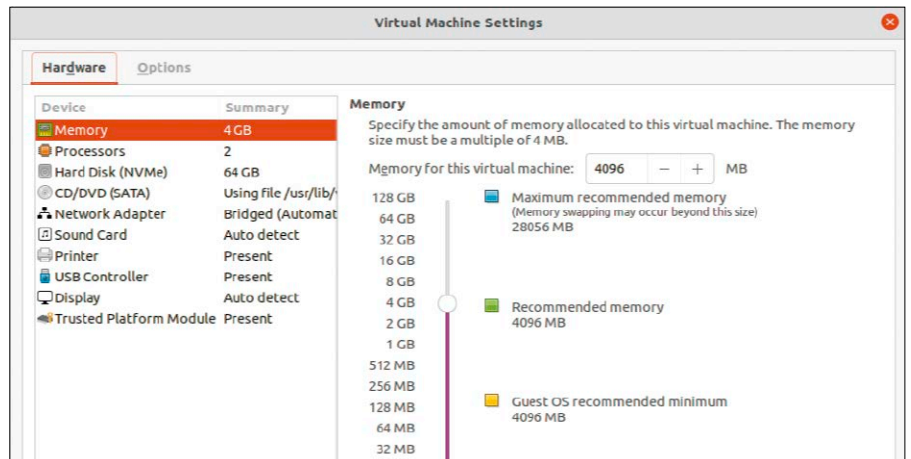 Virtual Machine Settings
Hardware Options
Device Summary
Memory 4 GB
Processors 2
Hard Disk (NVMe) 64 GB
CD/DVD (SATA) Using file /usr/lib/
Network Adapter Bridged (Automat
Sound Card Auto detect
Printer Present
USB Controller Present
Display Auto detect
Trusted Platform Module Present
Memory
Specify the amount of memory allocated to this virtual machine. The memory
size must be a multiple of 4 MB.
Memory for this virtual machine: 4096 − + MB
128 GB
64 GB
32 GB
16 GB
8 GB
4 GB
2 GB
1 GB
512 MB
256 MB
128 MB
64 MB
32 MB
Maximum recommended memory
(Memory swapping may occur beyond this size)
28056 MB
Recommended memory
4096 MB
Guest OS recommended minimum
4096 MB